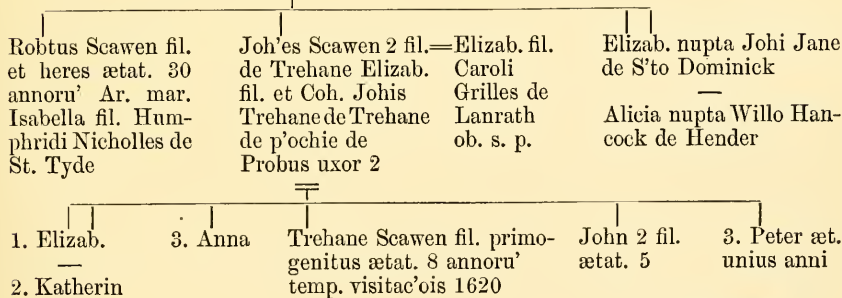 Robtus Scawen fil.
et heres ætat. 30
annoru' Ar. mar.
Isabella fil. Hum-
phridi Nicholles de
St. Tyde
Joh'es Scawen 2 fil.=
de Trehane Elizab.
fil. et Coh. Johis
Trehane de Trehane
de p'ochie de
Probus uxor 2
Elizab. fil.
Caroli
Grilles de
Lanrath
ob. s. p.
Elizab. nupta Johi Jane
de S'to Dominick
—
Alicia nupta Willo Han-
cock de Hender
1. Elizab.
—
2. Katherin
3. Anna
Trehane Scawen fil. primo-
genitus ætat. 8 annoru'
temp. visitac'ois 1620
John 2 fil.
ætat. 5
3. Peter æt.
unius anni